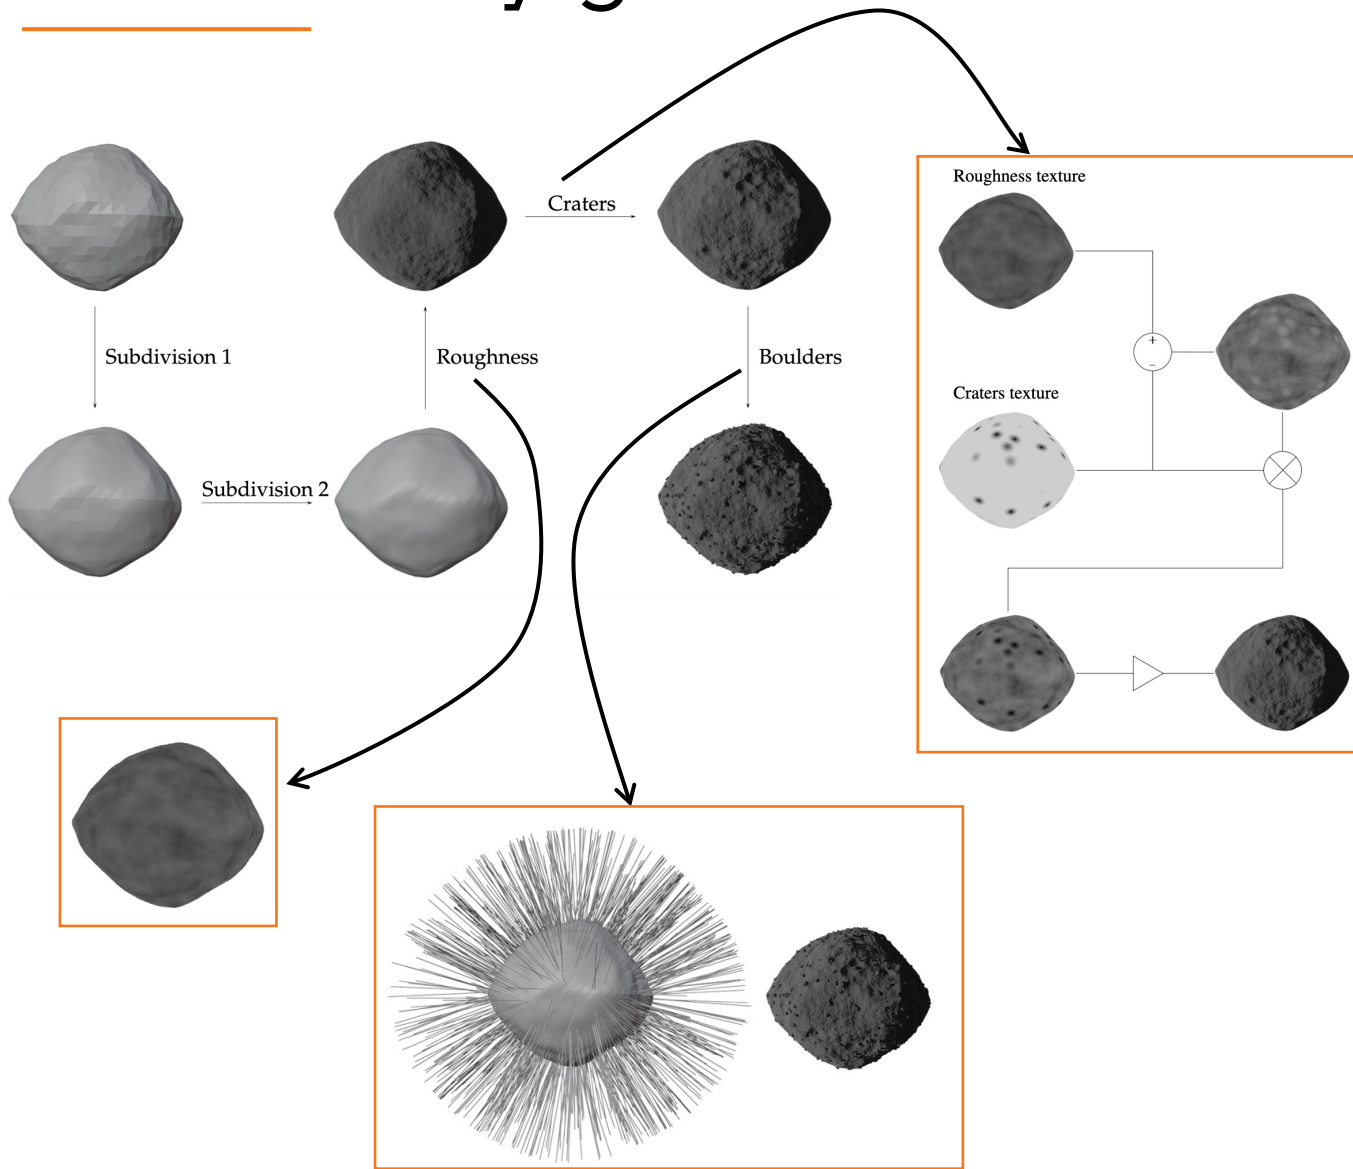 Craters
Roughness texture
Subdivision 1
Roughness
Boulders
Craters texture
Subdivision 2
+
−